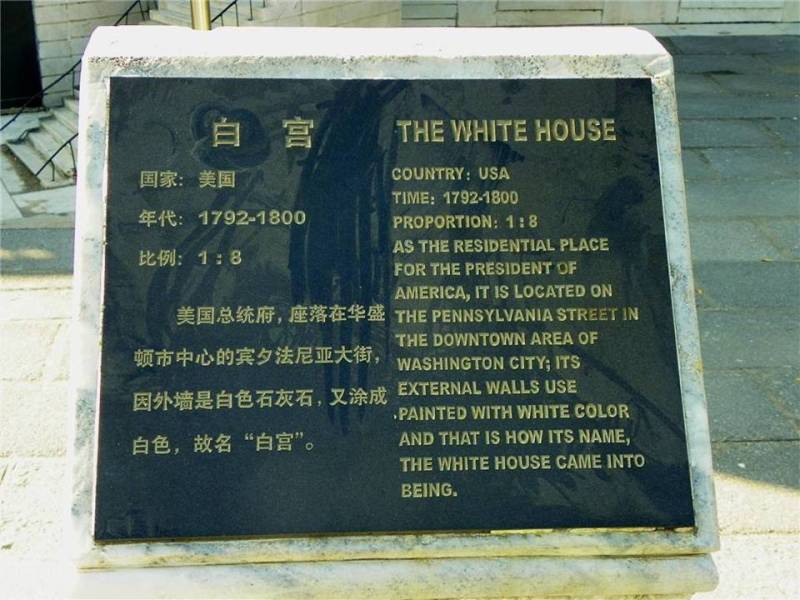 白 宫
国家：美国
年代：1792-1800
比例：1：8
美国总统府，座落在华盛
顿市中心的宾夕法尼亚大街，
因外墙是白色石灰石，又涂成
白色，故名“白宫”。
THE WHITE HOUSE
COUNTRY: USA
TIME: 1792-1800
PROPORTION: 1:8
AS THE RESIDENTIAL PLACE
FOR THE PRESIDENT OF
AMERICA, IT IS LOCATED ON
THE PENNSYLVANIA STREET IN
THE DOWNTOWN AREA OF
WASHINGTON CITY; ITS
EXTERNAL WALLS USE
PAINTED WITH WHITE COLOR
AND THAT IS HOW ITS NAME,
THE WHITE HOUSE CAME INTO
BEING.